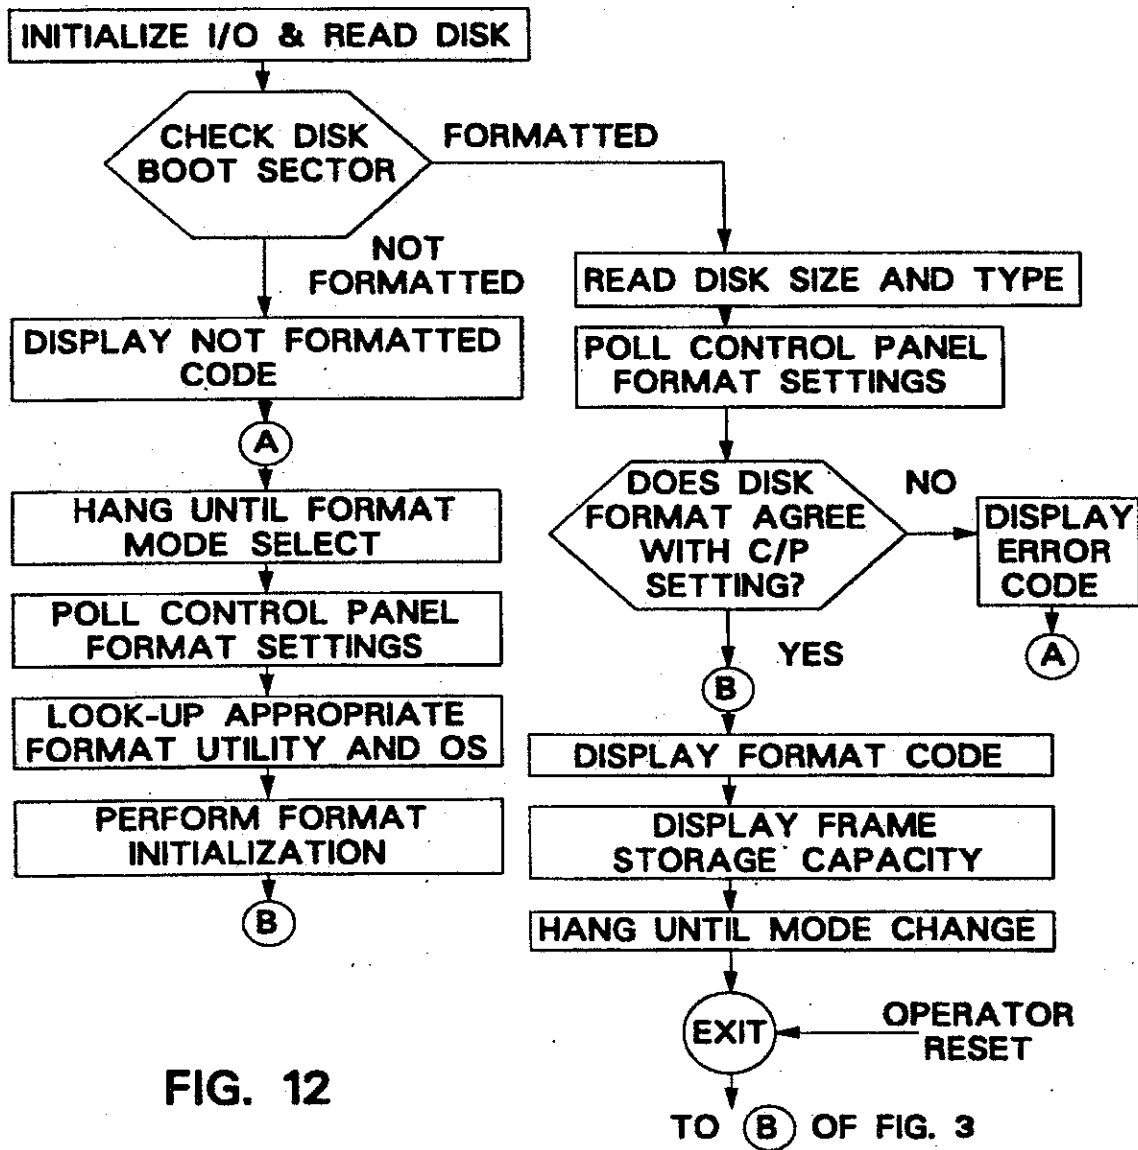 INITIALIZE I/O & READ DISK
CHECK DISK
BOOT SECTOR
FORMATTED
NOT
FORMATTED
DISPLAY NOT FORMATTED
CODE
A
HANG UNTIL FORMAT
MODE SELECT
POLL CONTROL PANEL
FORMAT SETTINGS
LOOK-UP APPROPRIATE
FORMAT UTILITY AND OS
PERFORM FORMAT
INITIALIZATION
B
READ DISK SIZE AND TYPE
POLL CONTROL PANEL
FORMAT SETTINGS
DOES DISK
FORMAT AGREE
WITH C/P
SETTING?
NO
DISPLAY
ERROR
CODE
A
YES
B
DISPLAY FORMAT CODE
DISPLAY FRAME
STORAGE CAPACITY
HANG UNTIL MODE CHANGE
EXIT
OPERATOR
RESET
TO B OF FIG. 3
FIG. 12